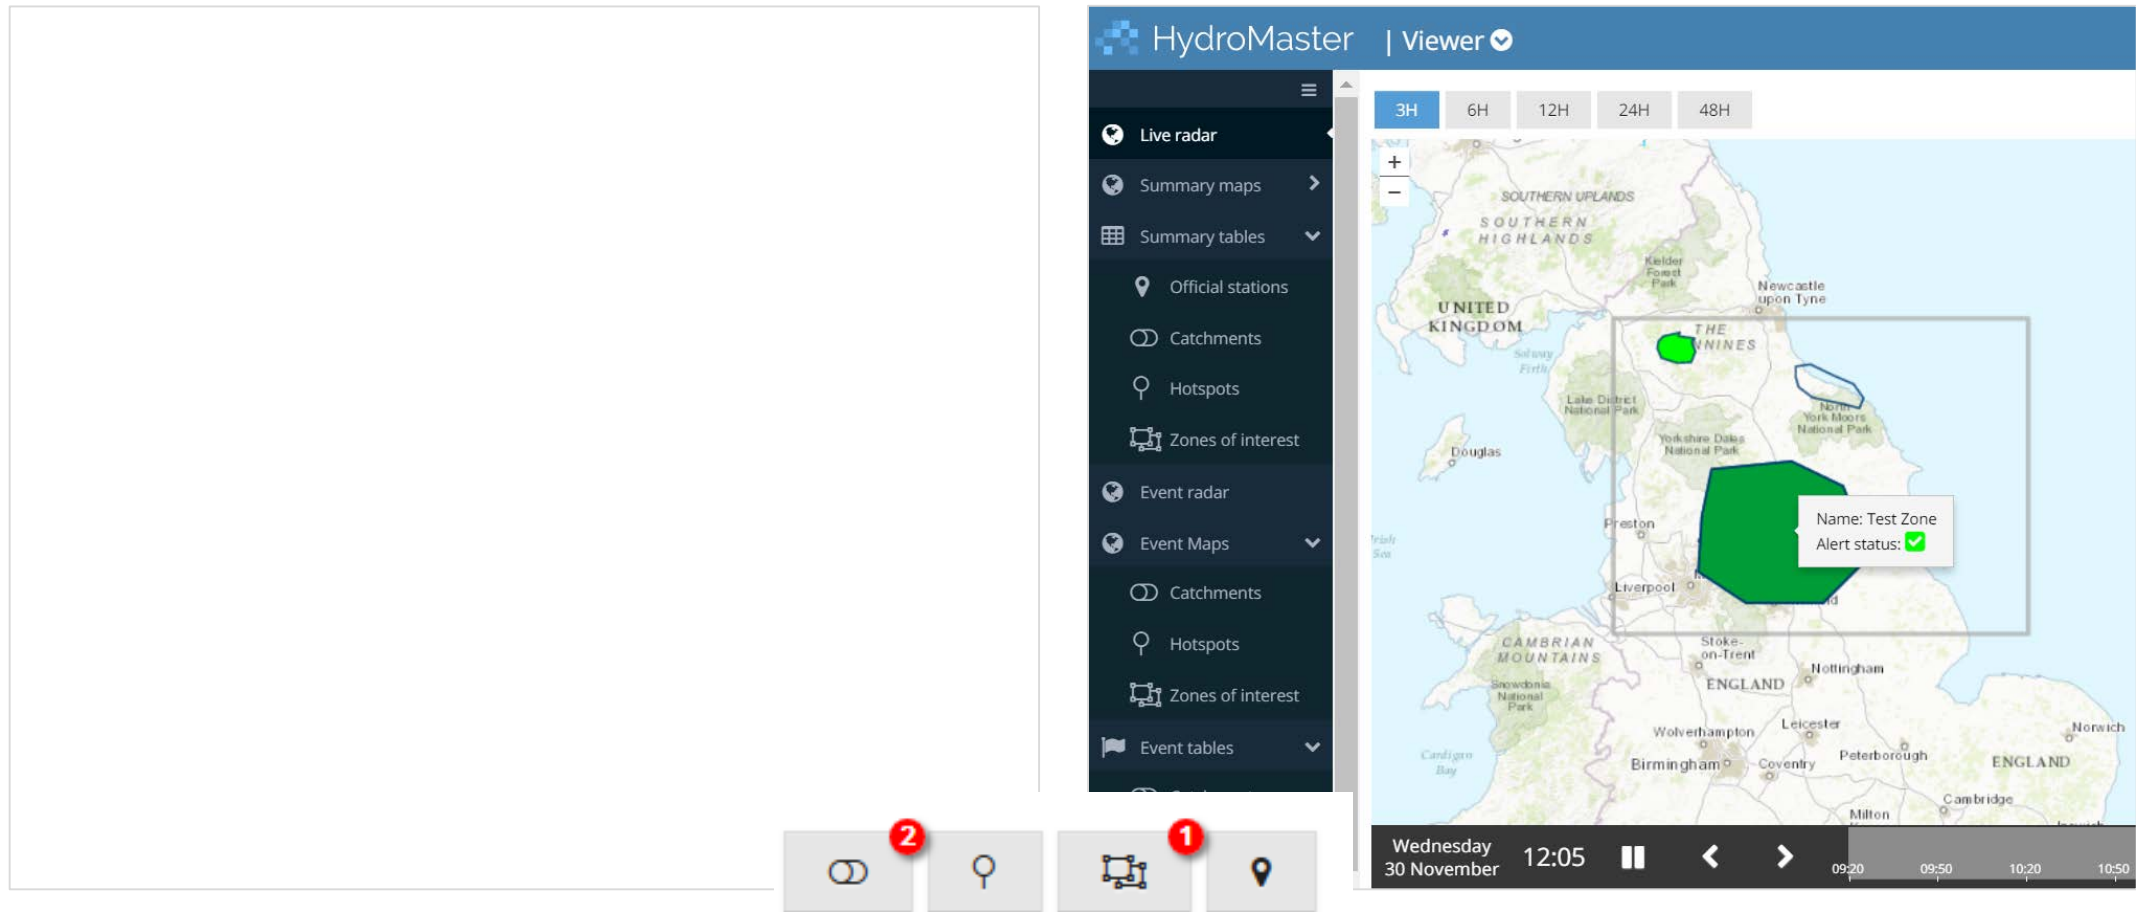 HydroMaster | Viewer
Live radar
Summary maps
Summary tables
Official stations
Catchments
Hotspots
Zones of interest
Event radar
Event Maps
Catchments
Hotspots
Zones of interest
Event tables
3H 6H 12H 24H 48H
+
−
SOUTHERN UPLANDS
SOUTHERN
HIGHLANDS
Kielder
Forest
Park
Newcastle
upon Tyne
UNITED
KINGDOM
THE
NNINES
Solway
Firth
Lake District
National Park
North
York Moors
National Park
Yorkshire Dales
National Park
Douglas
Name: Test Zone
Alert status:
Preston
Irish
Sea
Liverpool
CAMBRIAN
MOUNTAINS
Stoke-
on-Trent
Nottingham
ENGLAND
Snowdonia
National
Park
Leicester
Wolverhampton
Norwich
Cardigan
Bay
Birmingham
Coventry
Peterborough
ENGLAND
Cambridge
Milton
Wednesday
30 November
12:05
09:20 09:50 10:20 10:50
2
1